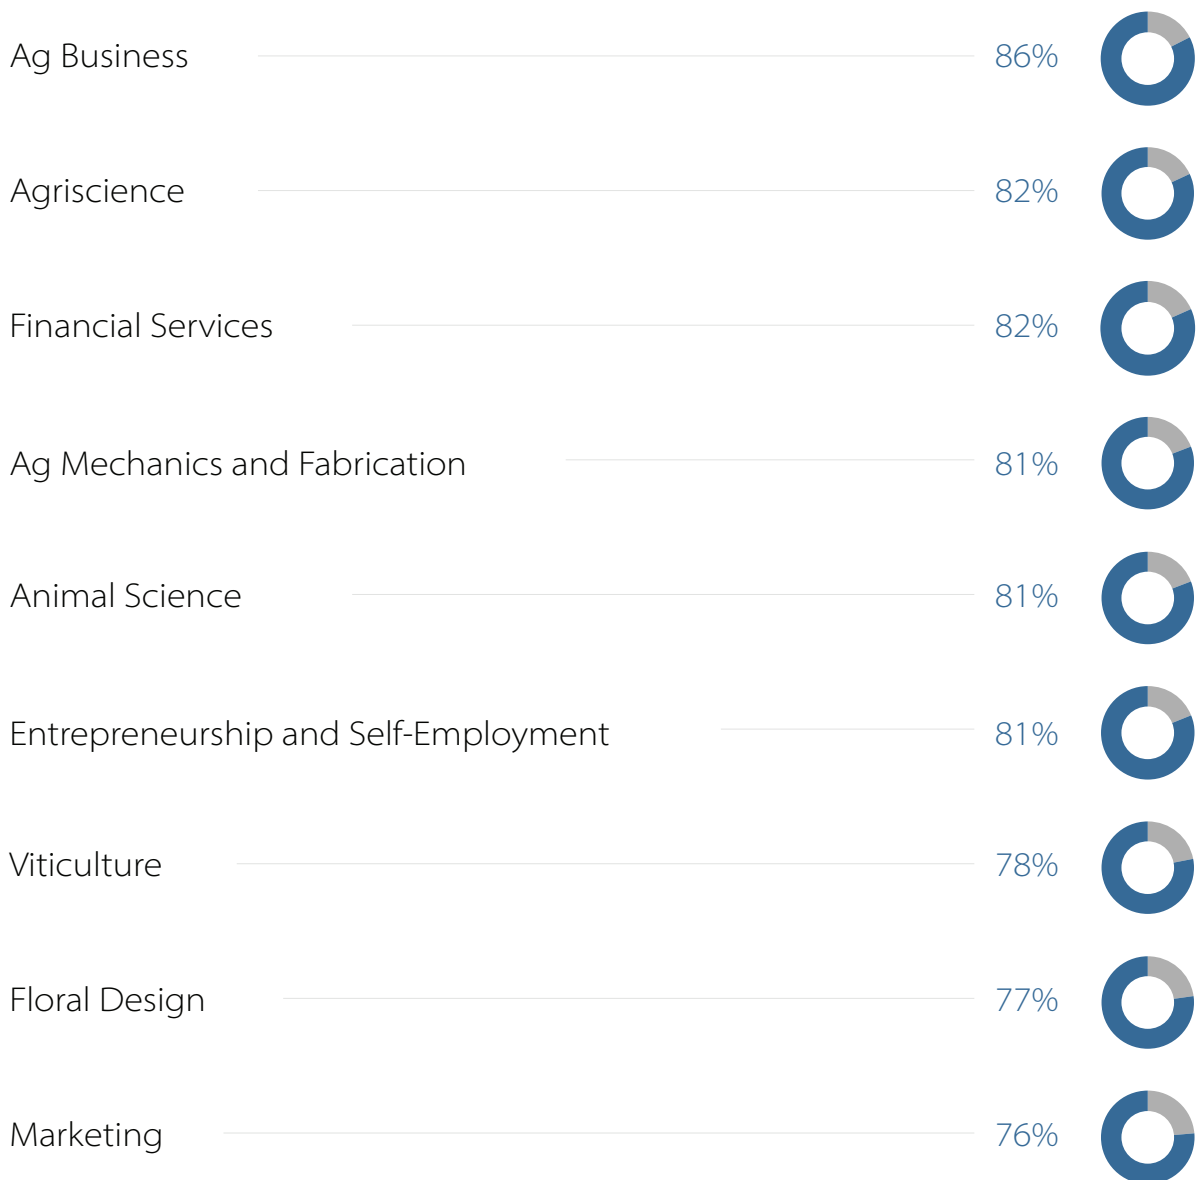 Ag Business 86%
Agriscience 82%
Financial Services 82%
Ag Mechanics and Fabrication 81%
Animal Science 81%
Entrepreneurship and Self-Employment 81%
Viticulture 78%
Floral Design 77%
Marketing 76%